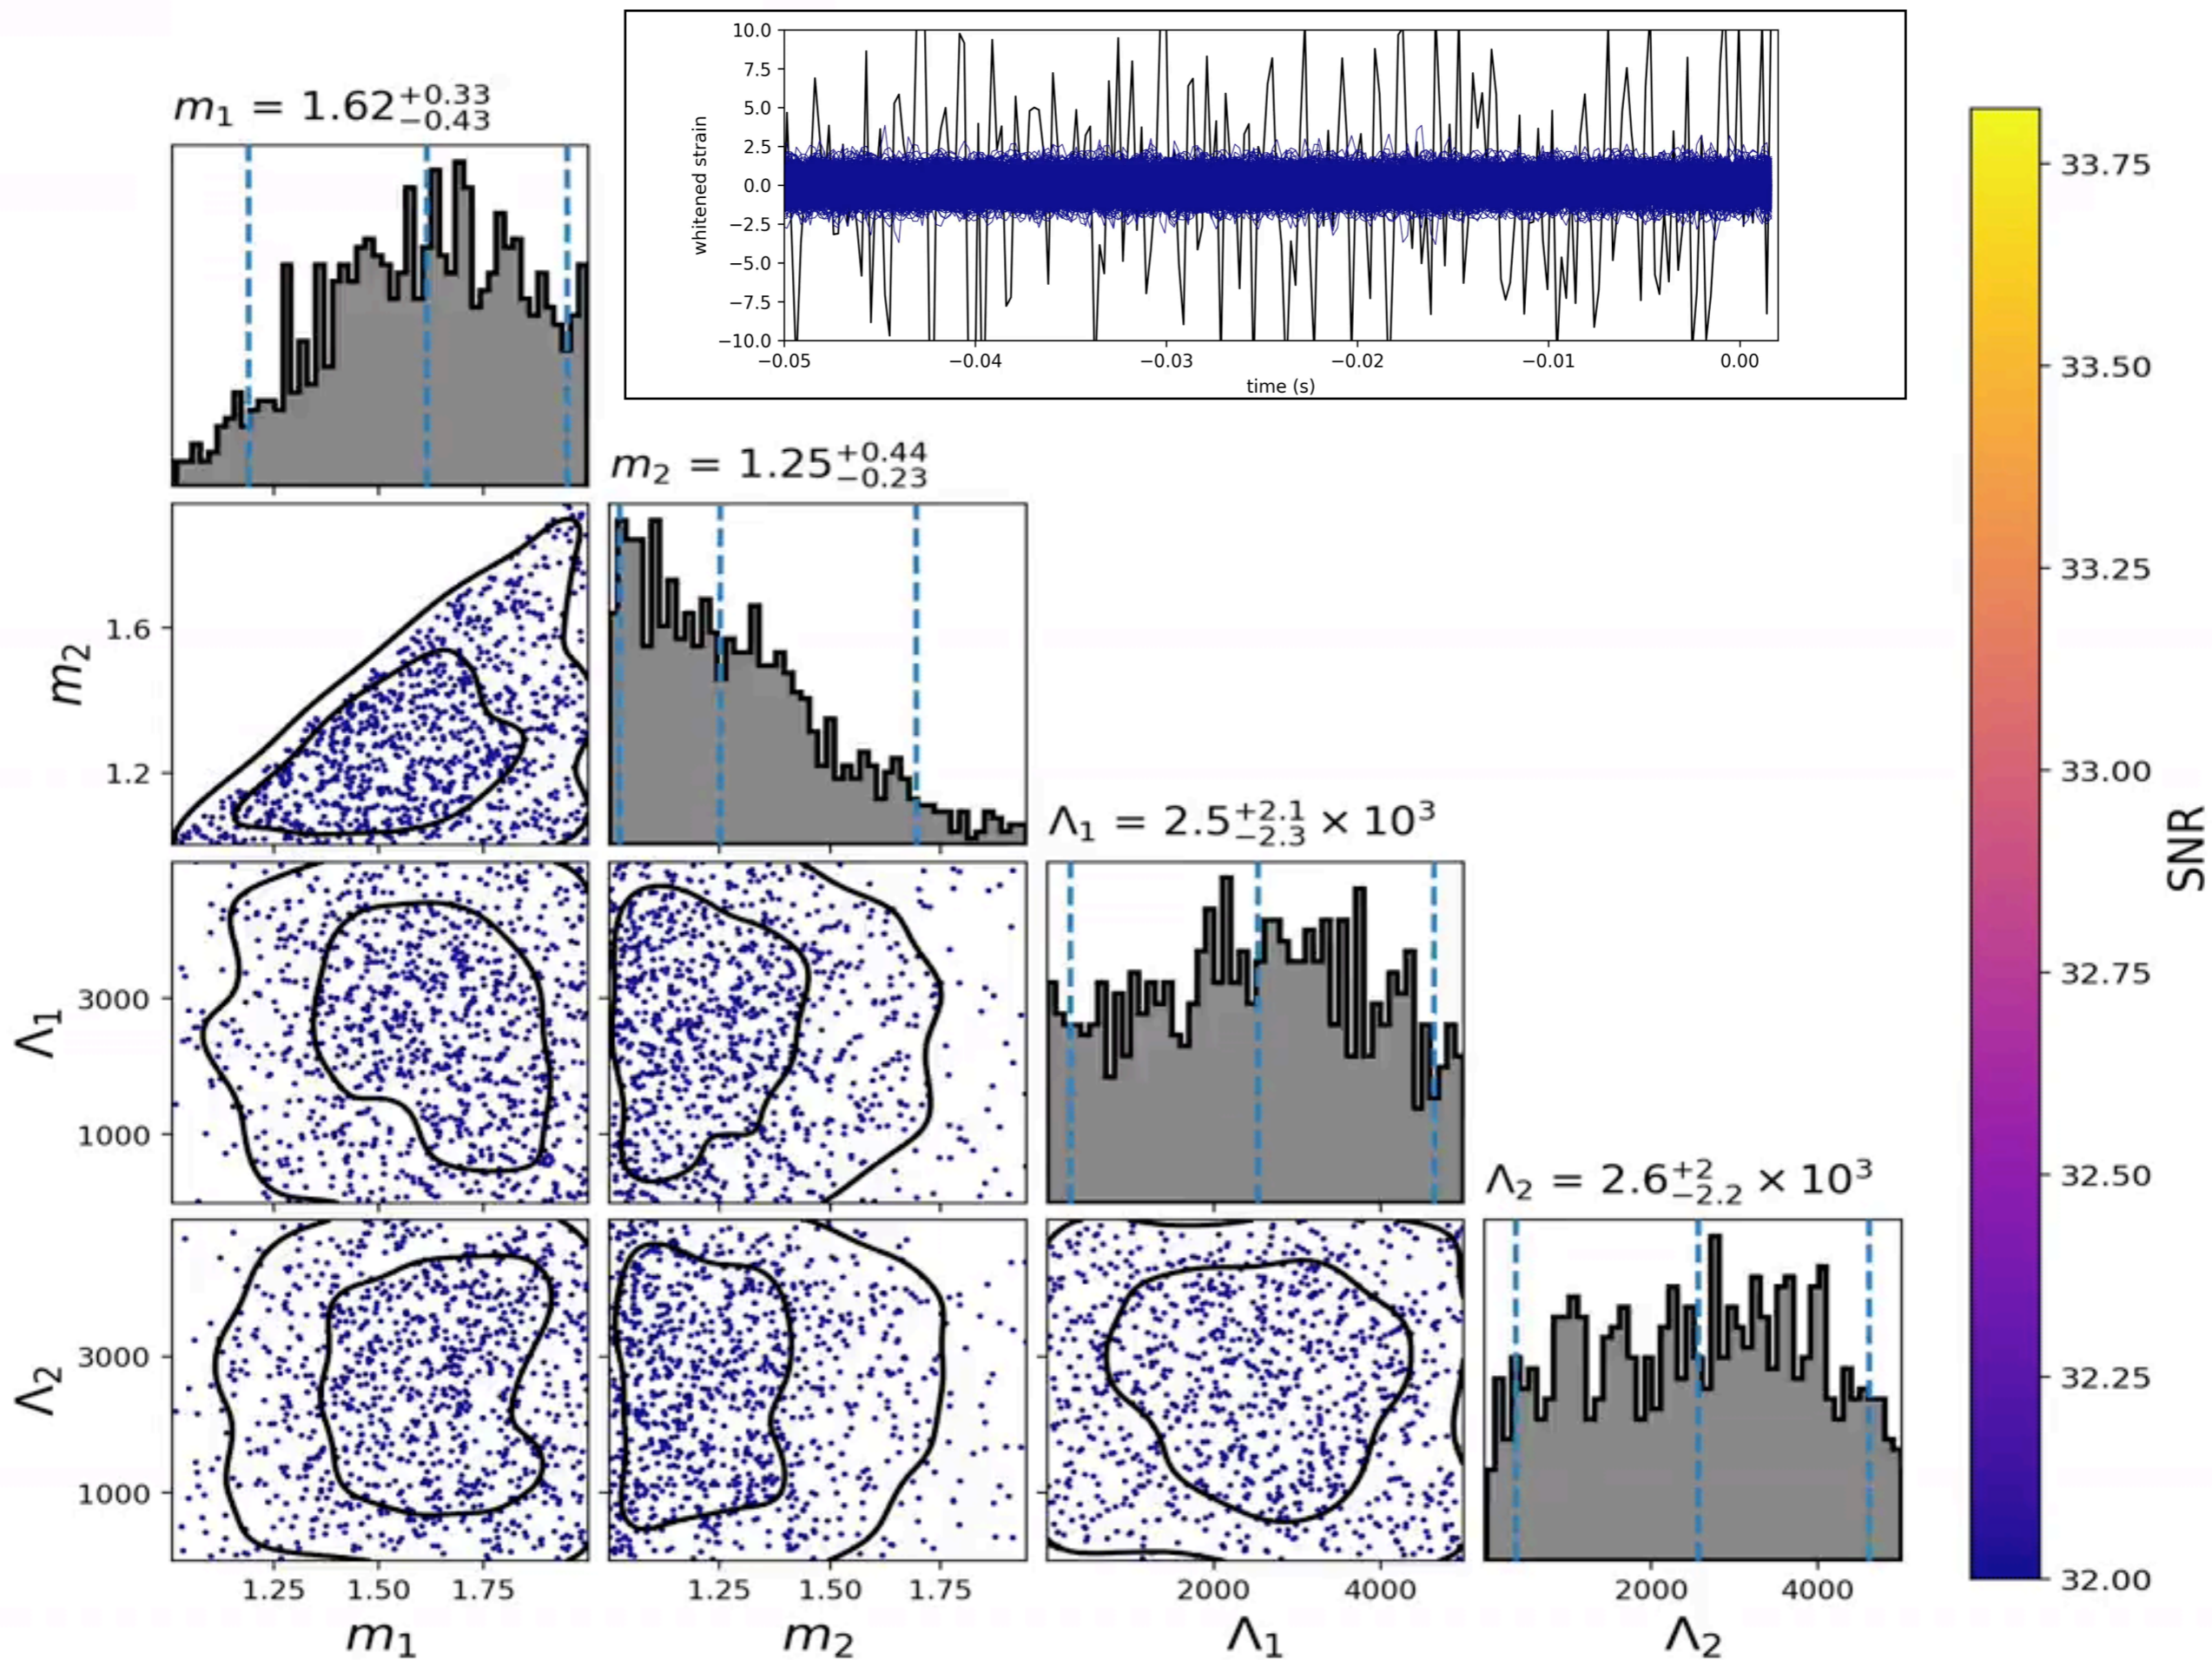 10.0
7.5
5.0
2.5
0.0
−2.5
−5.0
−7.5
−10.0
whitened strain
−0.05 −0.04 −0.03 −0.02 −0.01 0.00
time (s)
m₁ = 1.62⁺⁰·³³₋₀.₄₃
m₂ = 1.25⁺⁰·⁴⁴₋₀.₂₃
Λ₁ = 2.5⁺²·¹₋₂.₃ × 10³
Λ₂ = 2.6⁺²₋₂.₂ × 10³
m₂
1.6
1.2
Λ₁
3000
1000
Λ₂
3000
1000
1.25 1.50 1.75
m₁
1.25 1.50 1.75
m₂
2000 4000
Λ₁
2000 4000
Λ₂
33.75
33.50
33.25
33.00
32.75
32.50
32.25
32.00
SNR